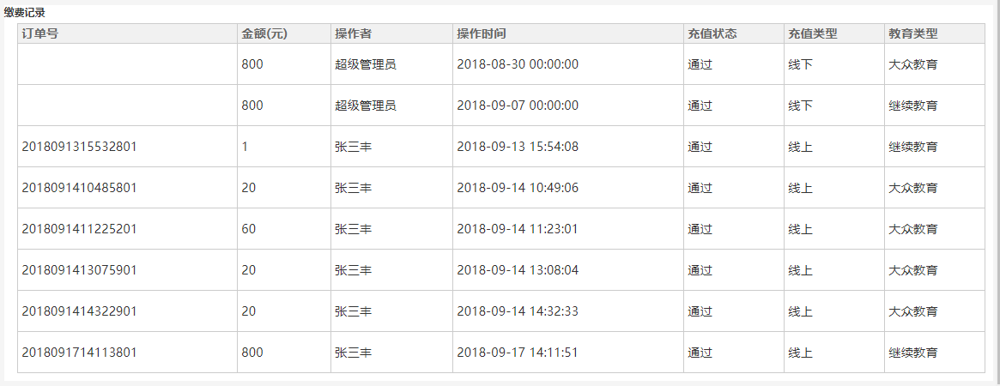 缴费记录
订单号 金额(元) 操作者 操作时间 充值状态 充值类型 教育类型
800 超级管理员 2018-08-30 00:00:00 通过 线下 大众教育
800 超级管理员 2018-09-07 00:00:00 通过 线下 继续教育
2018091315532801 1 张三丰 2018-09-13 15:54:08 通过 线上 继续教育
2018091410485801 20 张三丰 2018-09-14 10:49:06 通过 线上 大众教育
2018091411225201 60 张三丰 2018-09-14 11:23:01 通过 线上 大众教育
2018091413075901 20 张三丰 2018-09-14 13:08:04 通过 线上 大众教育
2018091414322901 20 张三丰 2018-09-14 14:32:33 通过 线上 大众教育
2018091714113801 800 张三丰 2018-09-17 14:11:51 通过 线上 继续教育